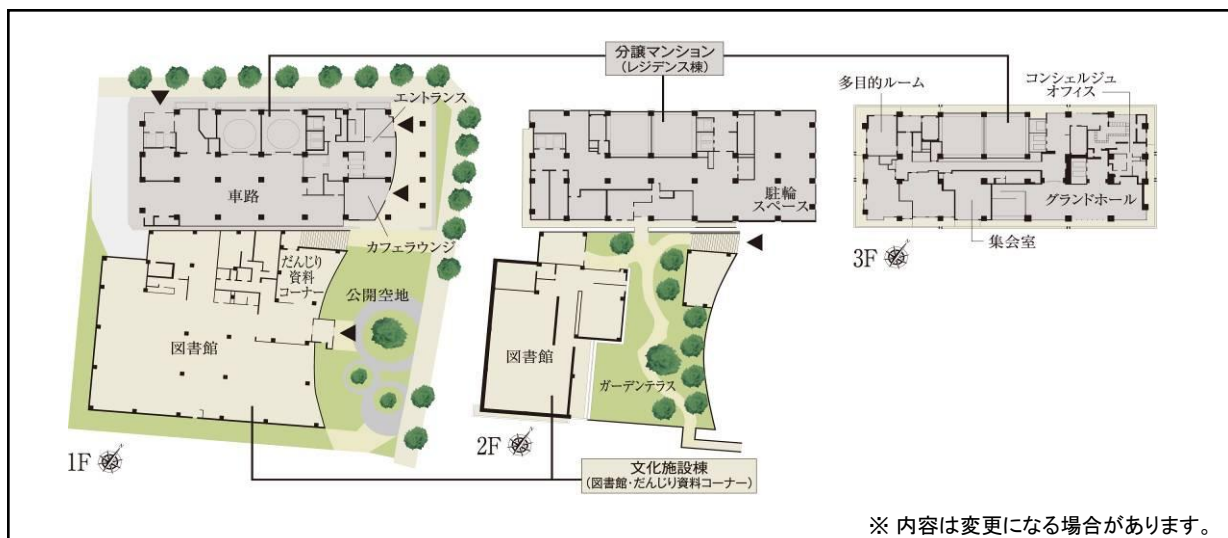 分譲マンション
(レジデンス棟)
エントランス
車路
カフェラウンジ
だんじり
資料
コーナー
公開空地
図書館
1F
駐輪
スペース
図書館
ガーデンテラス
2F
多目的ルーム
コンシェルジュ
オフィス
グランドホール
集会室
3F
文化施設棟
(図書館・だんじり資料コーナー)
※ 内容は変更になる場合があります。